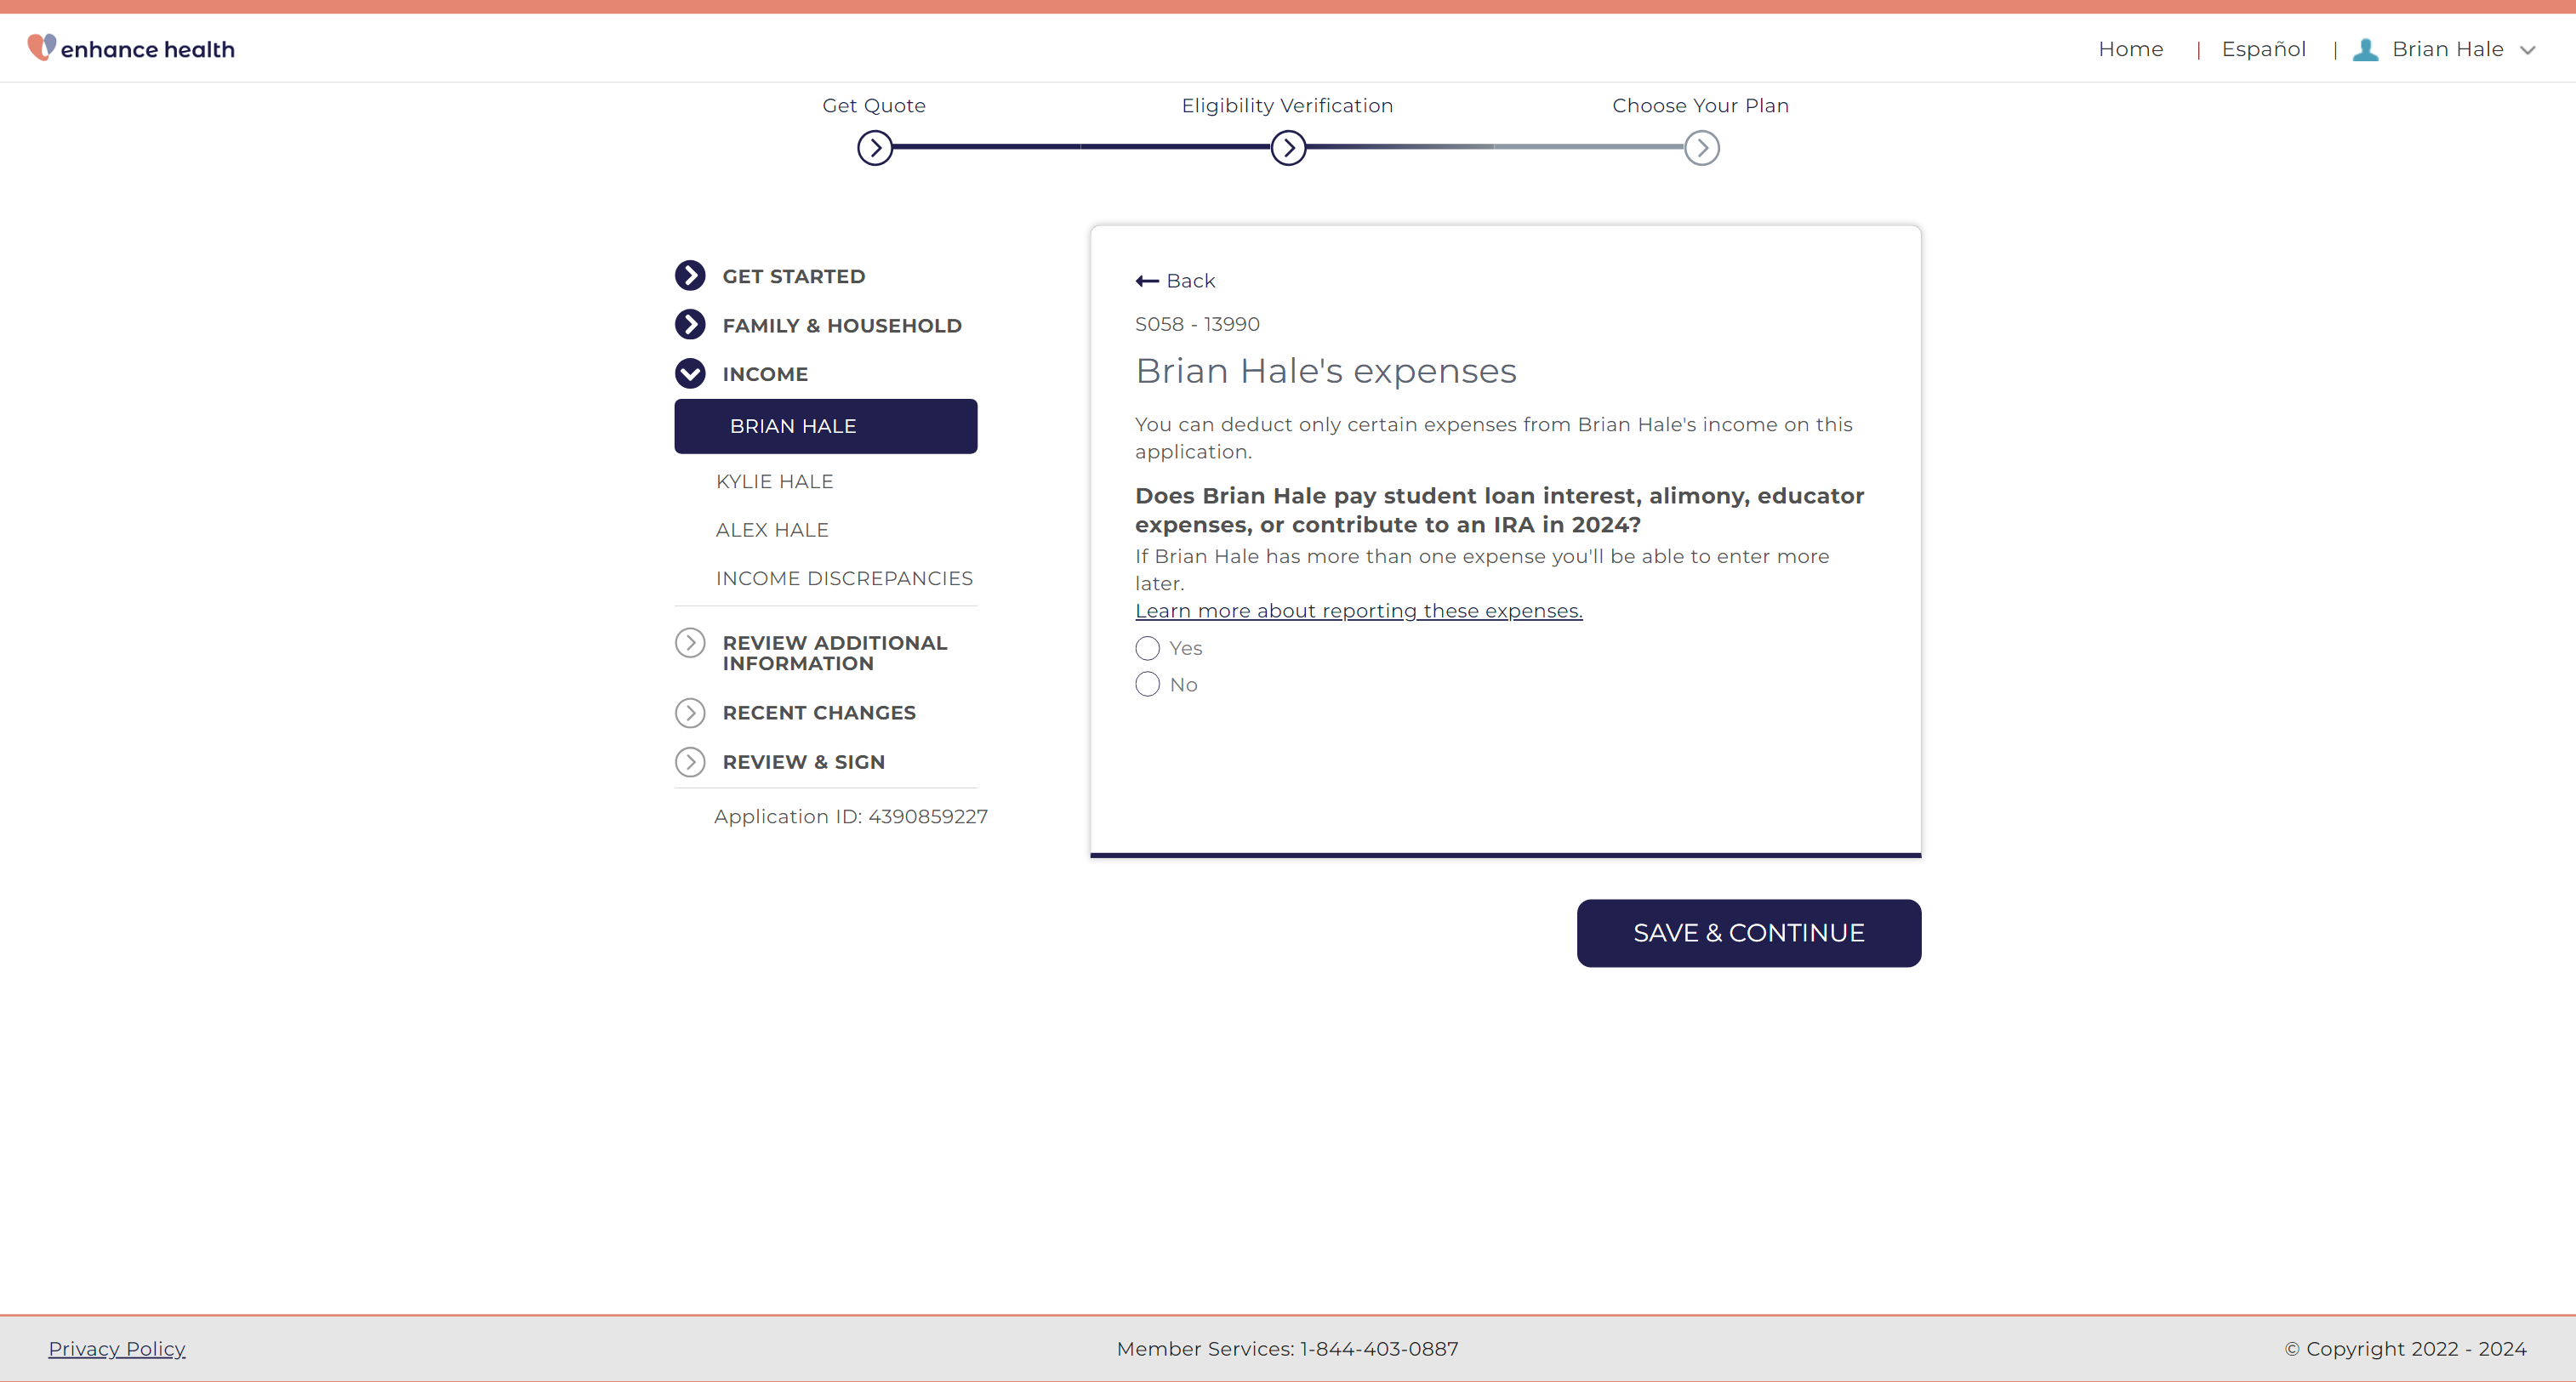 enhance health
Home | Español | Brian Hale
Get Quote
Eligibility Verification
Choose Your Plan
GET STARTED
FAMILY & HOUSEHOLD
INCOME
BRIAN HALE
KYLIE HALE
ALEX HALE
INCOME DISCREPANCIES
REVIEW ADDITIONAL
INFORMATION
RECENT CHANGES
REVIEW & SIGN
Application ID: 4390859227
Back
S058 - 13990
Brian Hale's expenses
You can deduct only certain expenses from Brian Hale's income on this
application.
Does Brian Hale pay student loan interest, alimony, educator
expenses, or contribute to an IRA in 2024?
If Brian Hale has more than one expense you'll be able to enter more
later.
Learn more about reporting these expenses.
Yes
No
SAVE & CONTINUE
Privacy Policy
Member Services: 1-844-403-0887
© Copyright 2022 - 2024